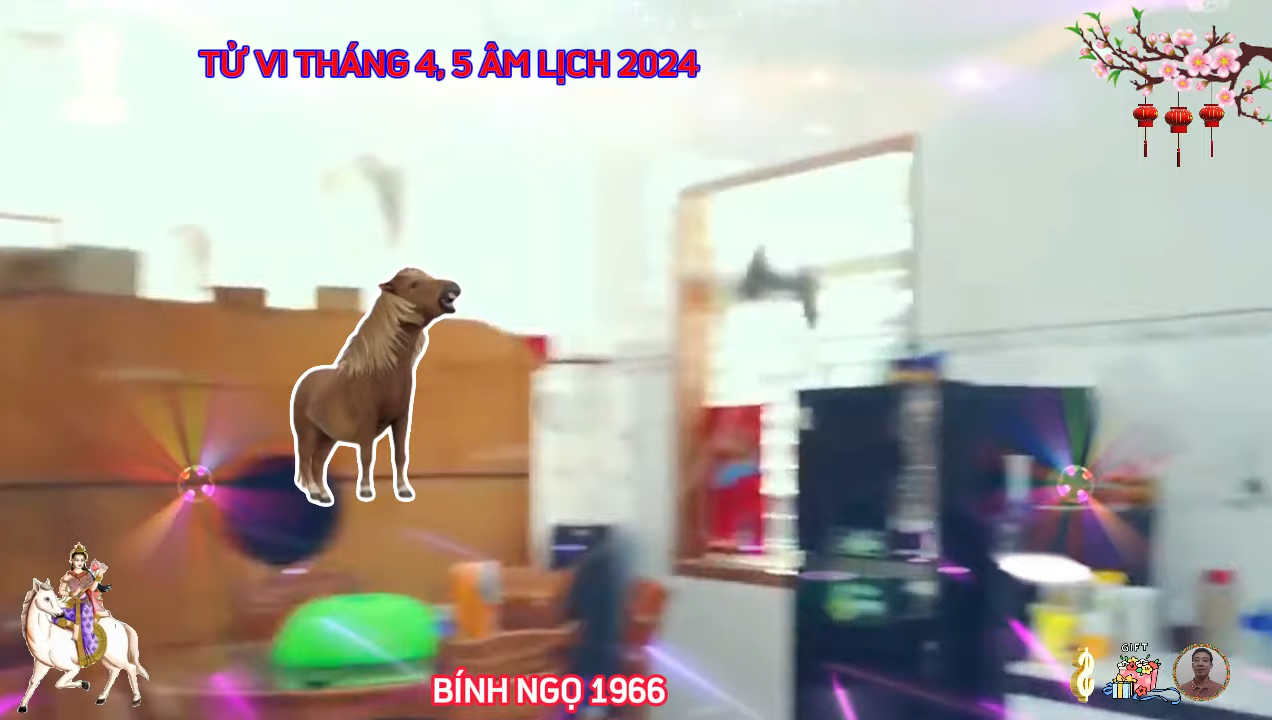 TỬ VI THÁNG 4, 5 ÂM LỊCH 2024
GIFT
BÍNH NGỌ 1966